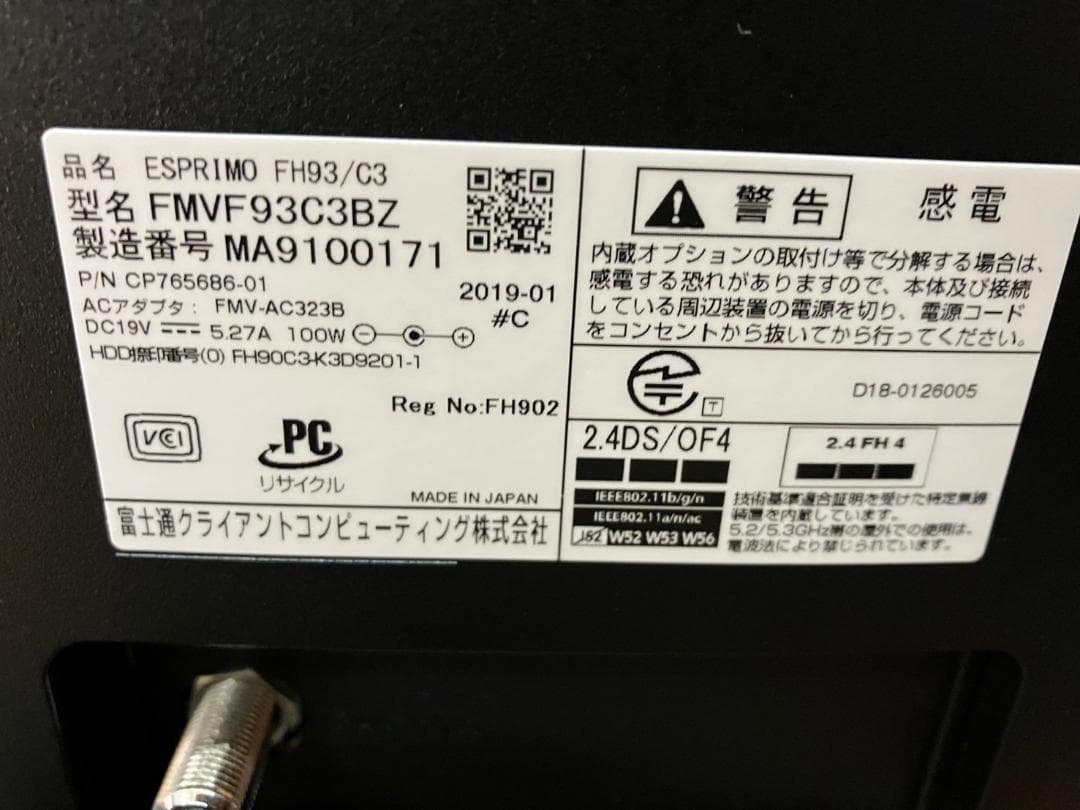 品名 ESPRIMO FH93/C3
型名 FMVF93C3BZ
製造番号 MA9100171
P/N CP765686-01
2019-01
#C
ACアダプタ: FMV-AC323B
DC19V 5.27A 100W
HDD捺印番号(0) FH90C3-K3D9201-1
Reg No:FH902
VCI
PC
リサイクル
MADE IN JAPAN
富士通クライアントコンピューティング株式会社
警告 感電
内蔵オプションの取付け等で分解する場合は、
感電する恐れがありますので、本体及び接続
している周辺装置の電源を切り、電源コード
をコンセントから抜いてから行ってください。
T D18-0126005
2.4DS/OF4
2.4 FH 4
IEEE802.11b/g/n
IEEE802.11a/n/ac
J52 W52 W53 W56
技術基準適合証明を受けた特定無線
装置を内蔵しています。
5.2/5.3GHz帯の屋外での使用は、
電波法により禁じられています。